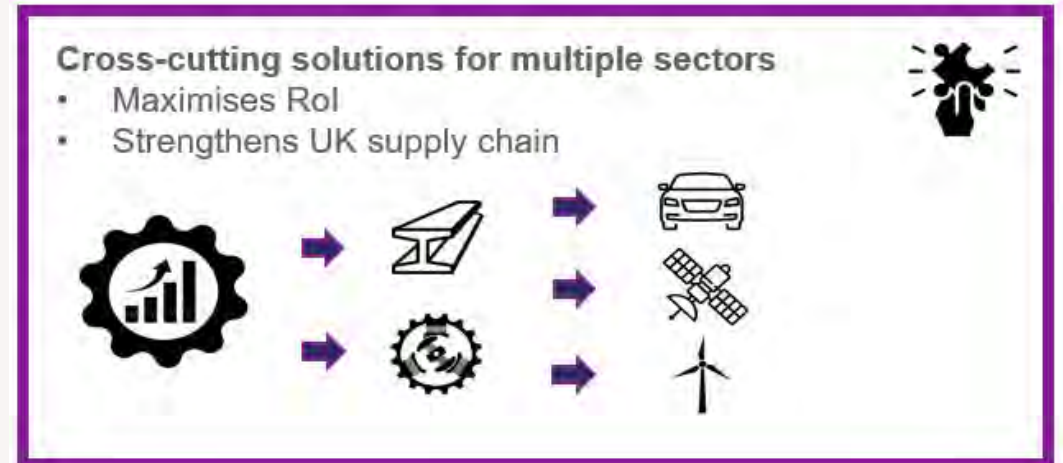 Cross-cutting solutions for multiple sectors
• Maximises RoI
• Strengthens UK supply chain